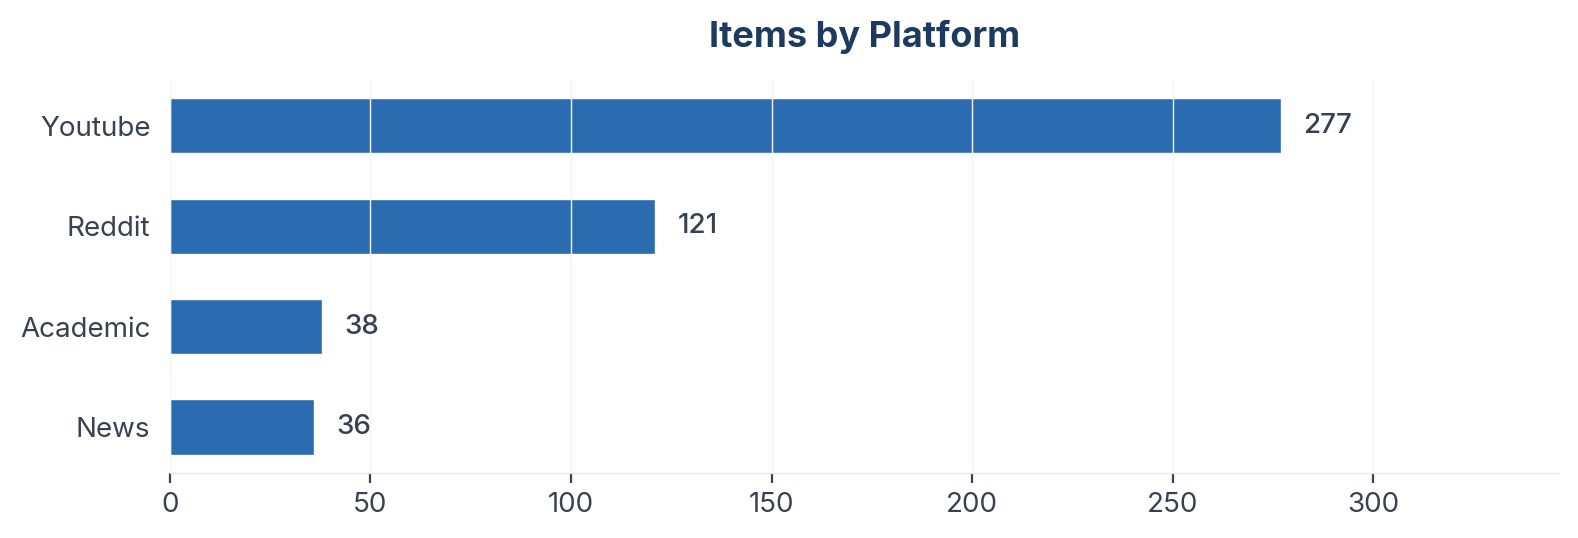 Items by Platform
Youtube 277
Reddit 121
Academic 38
News 36
0 50 100 150 200 250 300